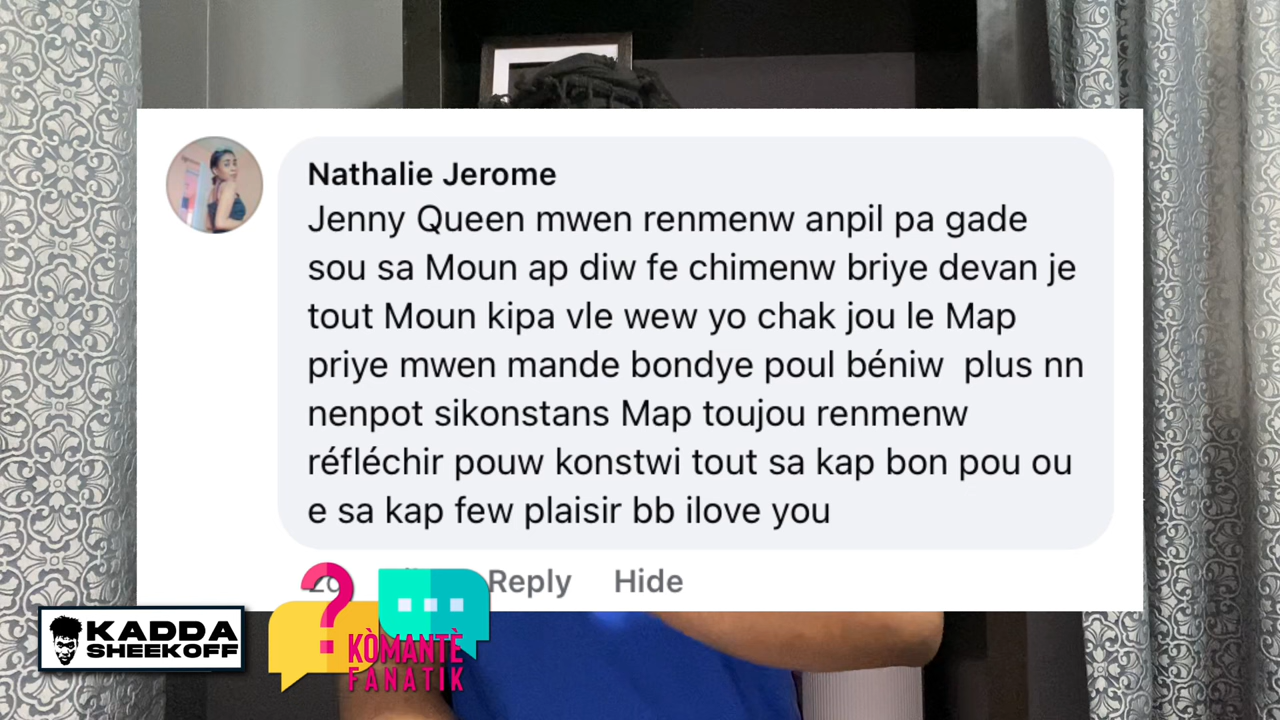 Nathalie Jerome
Jenny Queen mwen renmenw anpil pa gade
sou sa Moun ap diw fe chimenw briye devan je
tout Moun kipa vle wew yo chak jou le Map
priye mwen mande bondye poul béniw  plus nn
nenpot sikonstans Map toujou renmenw
réfléchir pouw konstwi tout sa kap bon pou ou
e sa kap few plaisir bb ilove you
Reply Hide
KADDA
SHEEKOFF
?
KÒMANTÈ
FANATIK